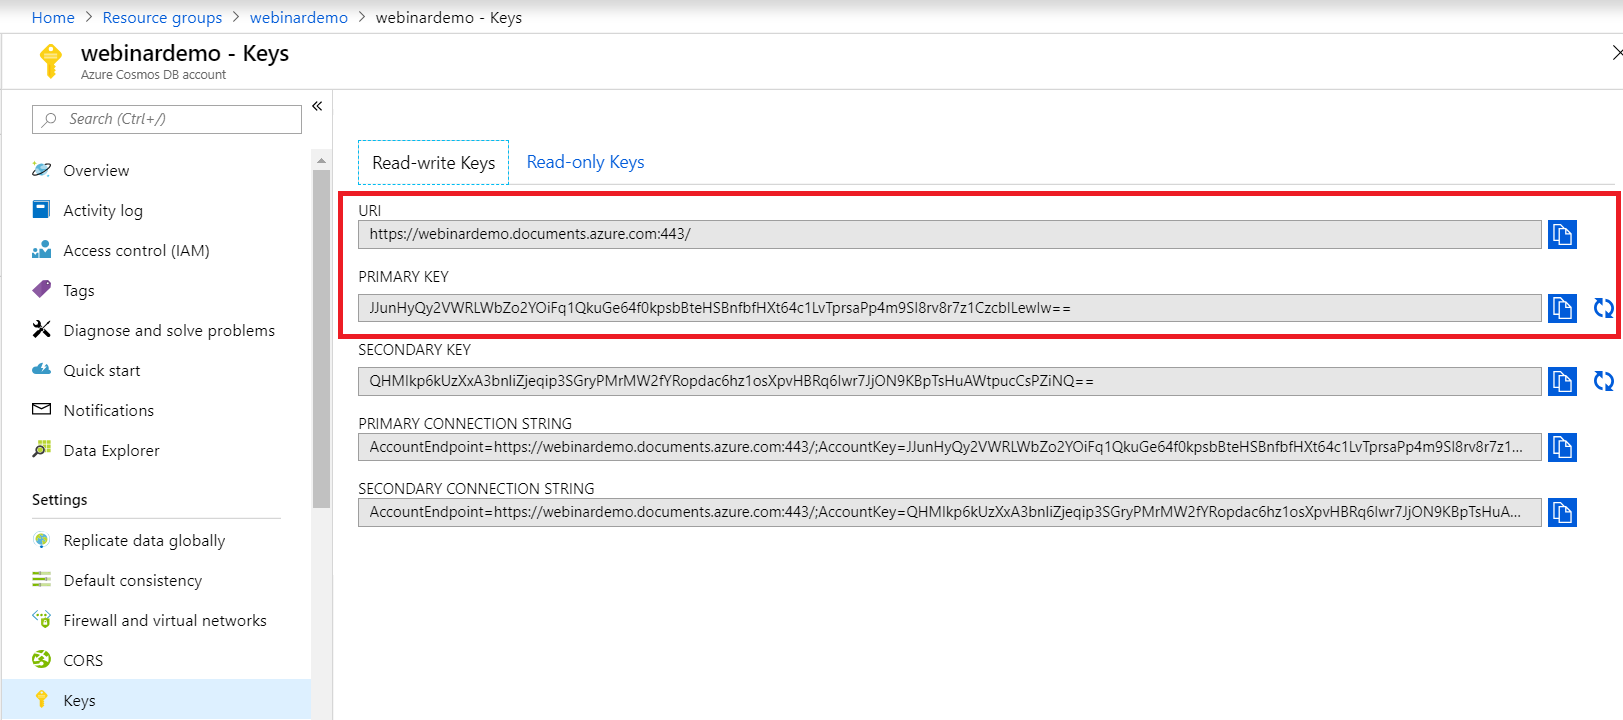 Home > Resource groups > webinardemo > webinardemo - Keys
webinardemo - Keys
Azure Cosmos DB account
Search (Ctrl+/)
Overview
Activity log
Access control (IAM)
Tags
Diagnose and solve problems
Quick start
Notifications
Data Explorer
Settings
Replicate data globally
Default consistency
Firewall and virtual networks
CORS
Keys
Read-write Keys
Read-only Keys
URI
https://webinardemo.documents.azure.com:443/
PRIMARY KEY
JJunHyQy2VWRLWbZo2YOiFq1QkuGe64f0kpsbBteHSBnfbfHXt64c1LvTprsaPp4m9Sl8rv8r7z1CzcbILewIw==
SECONDARY KEY
QHMIkp6kUzXxA3bnIiZjeqip3SGryPMrMW2fYRopdac6hz1osXpvHBRq6Iwr7JjON9KBpTsHuAWtpucCsPZiNQ==
PRIMARY CONNECTION STRING
AccountEndpoint=https://webinardemo.documents.azure.com:443/;AccountKey=JJunHyQy2VWRLWbZo2YOiFq1QkuGe64f0kpsbBteHSBnfbfHXt64c1LvTprsaPp4m9Sl8rv8r7z1...
SECONDARY CONNECTION STRING
AccountEndpoint=https://webinardemo.documents.azure.com:443/;AccountKey=QHMIkp6kUzXxA3bnIiZjeqip3SGryPMrMW2fYRopdac6hz1osXpvHBRq6Iwr7JjON9KBpTsHuA...